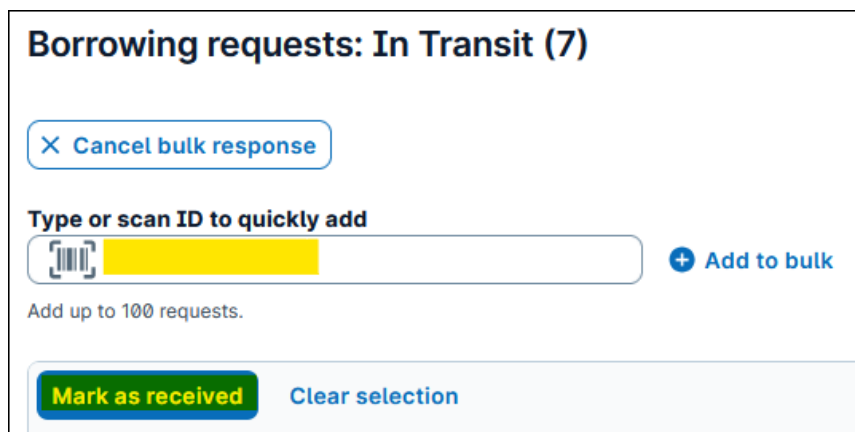 Borrowing requests: In Transit (7)
Cancel bulk response
Type or scan ID to quickly add
Add to bulk
Add up to 100 requests.
Mark as received Clear selection